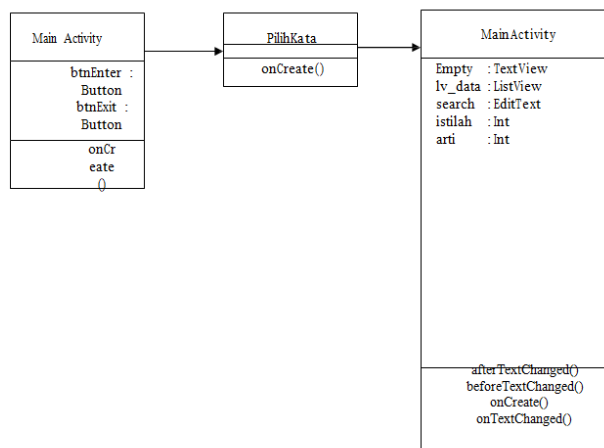 Main Activity
btnEnter :
Button
btnExit :
Button
onCr
eate
()
PilihKata
onCreate()
MainActivity
Empty : TextView
lv_data : ListView
search : EditText
istilah : Int
arti : Int
afterTextChanged()
beforeTextChanged()
onCreate()
onTextChanged()